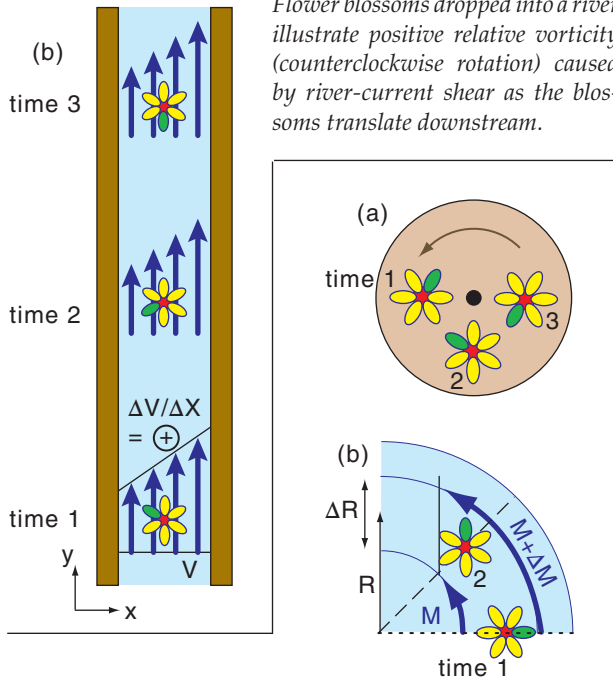 Flower blossoms dropped into a river
illustrate positive relative vorticity
(counterclockwise rotation) caused
by river-current shear as the blos-
soms translate downstream.
(b)
time 3
time 2
ΔV/ΔX
= (+)
time 1
V
y
x
(a)
time 1
2
3
(b)
ΔR
R
M
M+ΔM
2
time 1